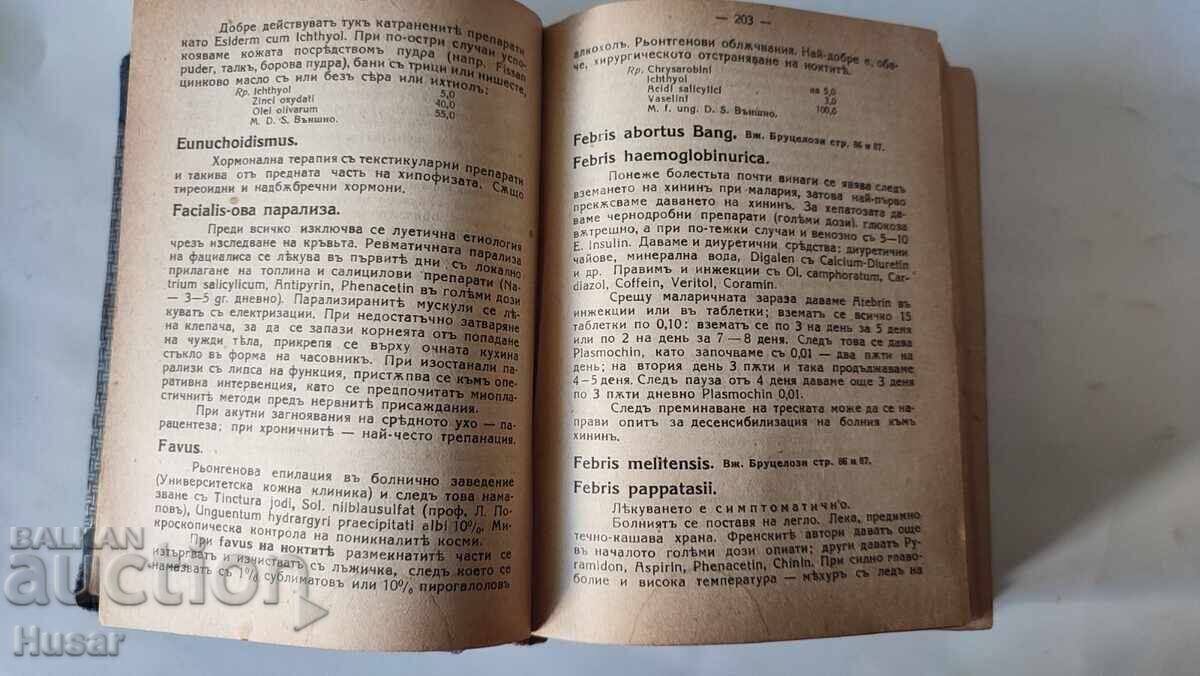 Добре действуватъ тукъ катраненитѣ препарати
като Esiderm cum Ichthyol. При по-остри случаи успо-
кояваме кожата посрѣдствомъ пудра (напр. Fissan
puder, талкъ, борова пудра), бани съ трици или нишесте,
цинково масло съ или безъ сѣра или ихтиолъ:
Rp. Ichthyol 5,0
Zinci oxydati 40,0
Olei olivarum 55,0
M. D. S. Външно.
Eunuchoidismus.
Хормонална терапия съ текстикуларни препарати
и такива отъ предната часть на хипофизата. Сѫщо
тиреоидни и надбѫбречни хормони.
Facialis-ова парализа.
Преди всичко изключва се луетична етиология
чрезъ изследване на кръвьта. Ревматичната парализа
на фациалиса се лѣкува въ първитѣ дни съ локално
прилагане на топлина и салицилови препарати (Na-
trium salicylicum, Antipyrin, Phenacetin въ голѣми дози
— 3—5 gr. дневно). Парализиранитѣ мускули се лѣ-
куватъ съ електризации. При недостатъчно затваряне
на клепача, за да се запази корнеята отъ попадане
на чужди тѣла, прикрепя се върху очната кухина
стъкло въ форма на часовникъ. При изостанали па-
рализи съ липса на функция, пристѫпва се къмъ опе-
ративна интервенция, като се предпочитатъ миопла-
стичнитѣ методи предъ нервнитѣ присаждания.
При акутни загноявания на срѣдното ухо — па-
рацентеза; при хроничнитѣ — най-често трепанация.
Favus.
Рьонгенова епилация въ болнично заведение
(Университетска кожна клиника) и следъ това нама-
зване съ Tinctura jodi, Sol. niiblausulfat (проф. Л. По-
повъ), Unguentum hydrargyri praecipitati albi 10%. Ми-
кроскопическа контрола на поникналитѣ косми.
При favus на ноктитѣ размекнатитѣ части се
изтъргватъ и изчистватъ съ лъжичка, следъ което се
намазватъ съ 1% сублиматовъ или 10% пирогаловъ
— 203 —
алкохолъ. Рьонтгенови облѫчвания. Най-добре е, оба-
че, хирургическото отстраняване на ноктитѣ.
Rp. Chrysarobini
Ichthyol
Acidi salicylici aa 5,0
Vaselini 3,0
M. f. ung. D. S. Външно. 100,0
Febris abortus Bang. Вж. Бруцелози стр. 86 и 87.
Febris haemoglobinurica.
Понеже болестьта почти винаги се явява следъ
вземането на хининъ при малария, затова най-първо
прекѫсваме даването на хининъ. За хепатозата да-
ваме чернодробни препарати (голѣми дози), глюкоза
вѫтрешно, а при по-тежки случаи и венозно съ 5—10
E. Insulin. Даваме и диуретични срѣдства; диуретични
чайове, минерална вода, Digalen съ Calcium-Diuretin
и др. Правимъ и инжекции съ Ol. camphoratum, Car-
diazol, Coffein, Veritol, Coramin.
Срещу маларичната зараза даваме Atebrin въ
инжекции или въ таблетки; взематъ се всичко 15
таблетки по 0,10: взематъ се по 3 на день за 5 деня
или по 2 на день за 7 — 8 деня. Следъ това се дава
Plasmochin, като започваме съ 0,01 — два пѫти на
день; на втория день 3 пѫти и така продължаваме
4—5 деня. Следъ пауза отъ 4 деня даваме още 3 деня
по 3 пѫти дневно Plasmochin 0,01.
Следъ преминаване на треската може да се на-
прави опитъ за десенсибилизация на болния къмъ
хининъ.
Febris melitensis. Вж. Бруцелози стр. 86 и 87.
Febris pappatasii.
Лѣкуването е симптоматично.
Болниятъ се поставя на легло. Лека, предимно
течно-кашава храна. Френскитѣ автори даватъ още
въ началото голѣми дози опиати; други даватъ Py-
ramidon, Aspirin, Phenacetin, Chinin. При силно главо-
болие и висока температура — мѣхуръ съ ледъ на
BALKAN
auction
Husar